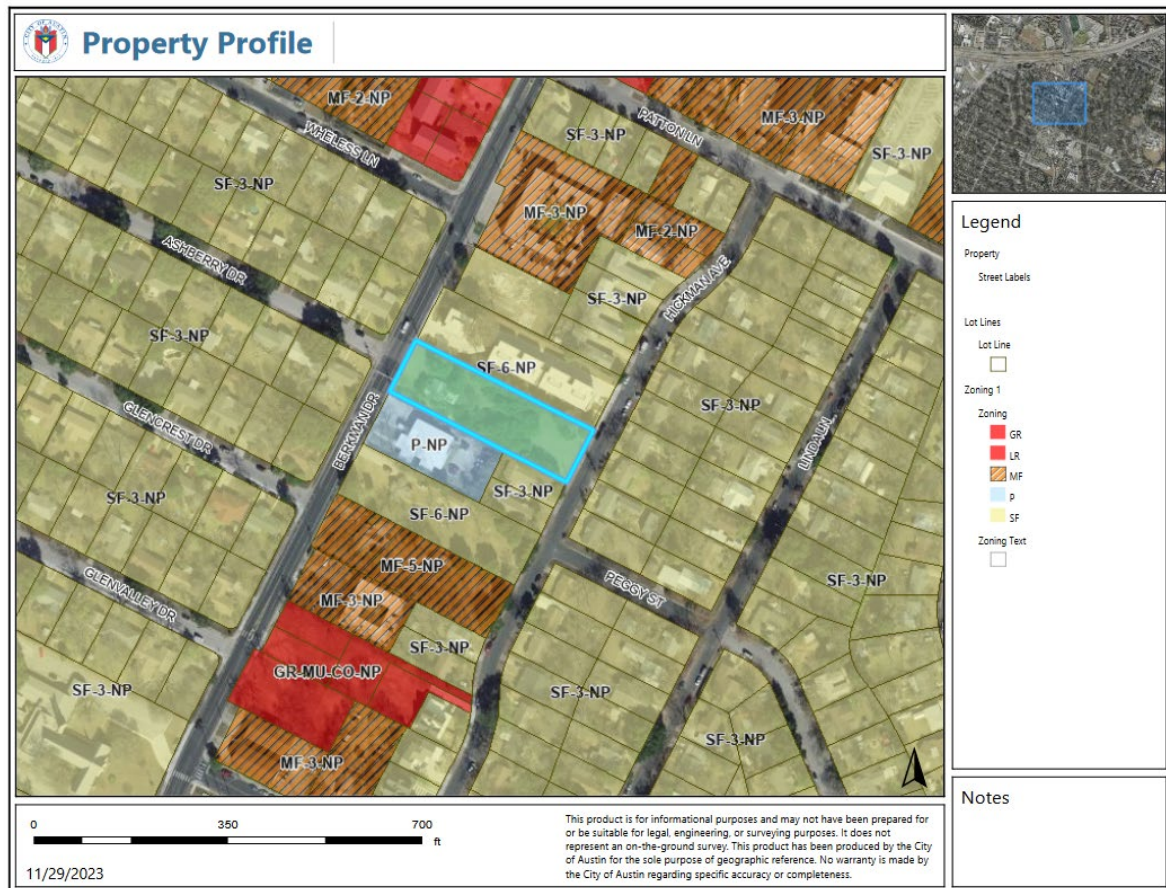 Property Profile
MF-2-NP
WHELESS LN
SF-3-NP
PATTON LN
MF-3-NP
SF-3-NP
SF-3-NP
MF-3-NP
MF-2-NP
ASHBERRY DR
HICKMAN AVE
SF-3-NP
SF-3-NP
SF-6-NP
SF-3-NP
LINDA LN
GLENCREST DR
BERKMAN DR
P-NP
SF-3-NP
SF-3-NP
SF-6-NP
MF-5-NP
GLENVALLEY DR
PEGGY ST
SF-3-NP
MF-3-NP
SF-3-NP
GR-MU-CO-NP
SF-3-NP
SF-3-NP
SF-3-NP
MF-3-NP
Legend
Property
Street Labels
Lot Lines
Lot Line
Zoning 1
Zoning
GR
LR
MF
P
SF
Zoning Text
Notes
0 350 700
ft
11/29/2023
This product is for informational purposes and may not have been prepared for
or be suitable for legal, engineering, or surveying purposes. It does not
represent an on-the-ground survey. This product has been produced by the City
of Austin for the sole purpose of geographic reference. No warranty is made by
the City of Austin regarding specific accuracy or completeness.